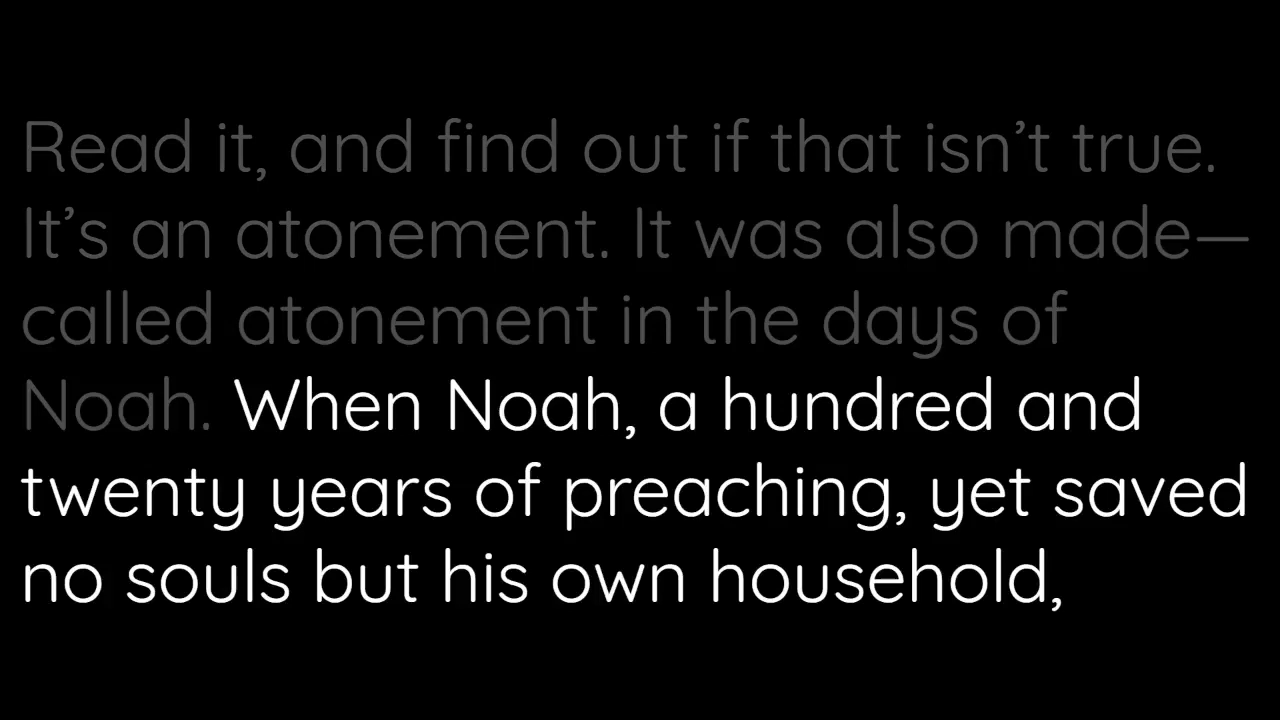 Read it, and find out if that isn’t true.
It’s an atonement. It was also made—
called atonement in the days of
Noah. When Noah, a hundred and
twenty years of preaching, yet saved
no souls but his own household,